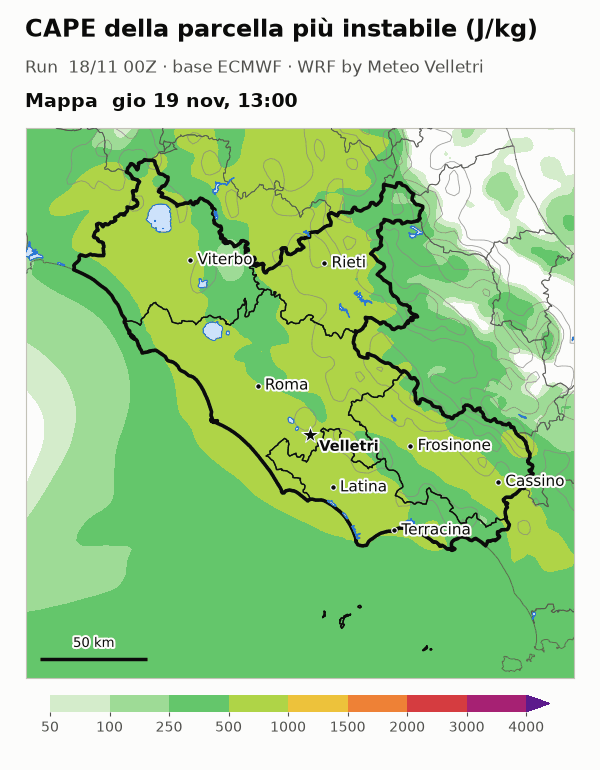 CAPE della parcella più instabile (J/kg)
Run  18/11 00Z · base ECMWF · WRF by Meteo Velletri
Mappa  gio 19 nov, 13:00
Viterbo
Rieti
Roma
Velletri
Frosinone
Cassino
Latina
Terracina
50 km
50 100 250 500 1000 1500 2000 3000 4000